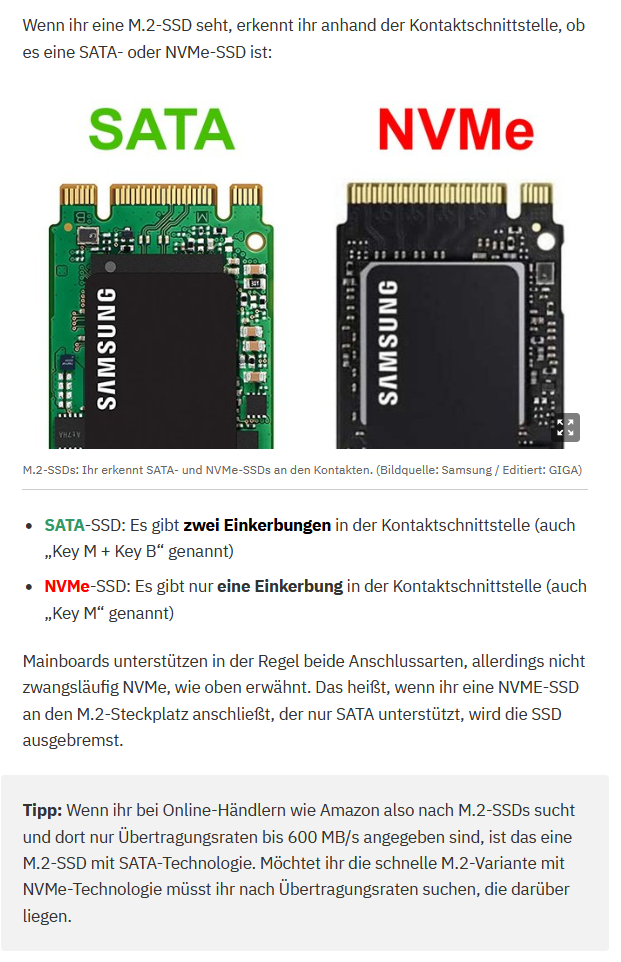 Wenn ihr eine M.2-SSD seht, erkennt ihr anhand der Kontaktschnittstelle, ob
es eine SATA- oder NVMe-SSD ist:
SATA
NVMe
B
M
SAMSUNG
SAMSUNG
M.2-SSDs: Ihr erkennt SATA- und NVMe-SSDs an den Kontakten. (Bildquelle: Samsung / Editiert: GIGA)
• SATA-SSD: Es gibt zwei Einkerbungen in der Kontaktschnittstelle (auch
„Key M + Key B“ genannt)
• NVMe-SSD: Es gibt nur eine Einkerbung in der Kontaktschnittstelle (auch
„Key M“ genannt)
Mainboards unterstützen in der Regel beide Anschlussarten, allerdings nicht
zwangsläufig NVMe, wie oben erwähnt. Das heißt, wenn ihr eine NVME-SSD
an den M.2-Steckplatz anschließt, der nur SATA unterstützt, wird die SSD
ausgebremst.
Tipp: Wenn ihr bei Online-Händlern wie Amazon also nach M.2-SSDs sucht
und dort nur Übertragungsraten bis 600 MB/s angegeben sind, ist das eine
M.2-SSD mit SATA-Technologie. Möchtet ihr die schnelle M.2-Variante mit
NVMe-Technologie müsst ihr nach Übertragungsraten suchen, die darüber
liegen.